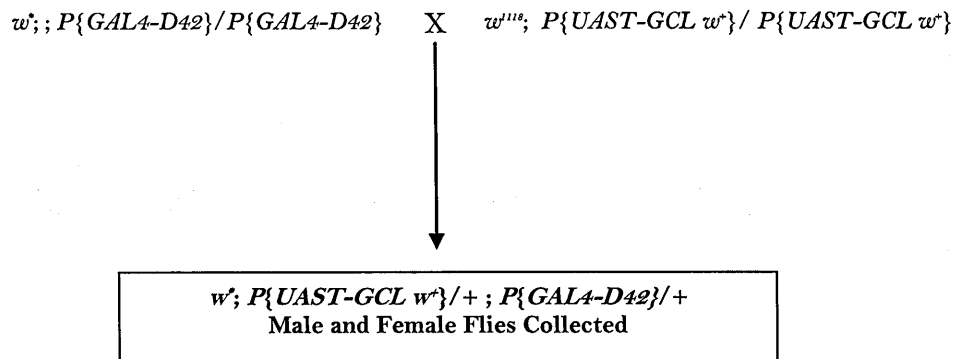 w*; ; P{GAL4-D42}/P{GAL4-D42} X w¹¹¹⁸; P{UAST-GCL w⁺}/ P{UAST-GCL w⁺}
w*; P{UAST-GCL w⁺}/+ ; P{GAL4-D42}/+
Male and Female Flies Collected